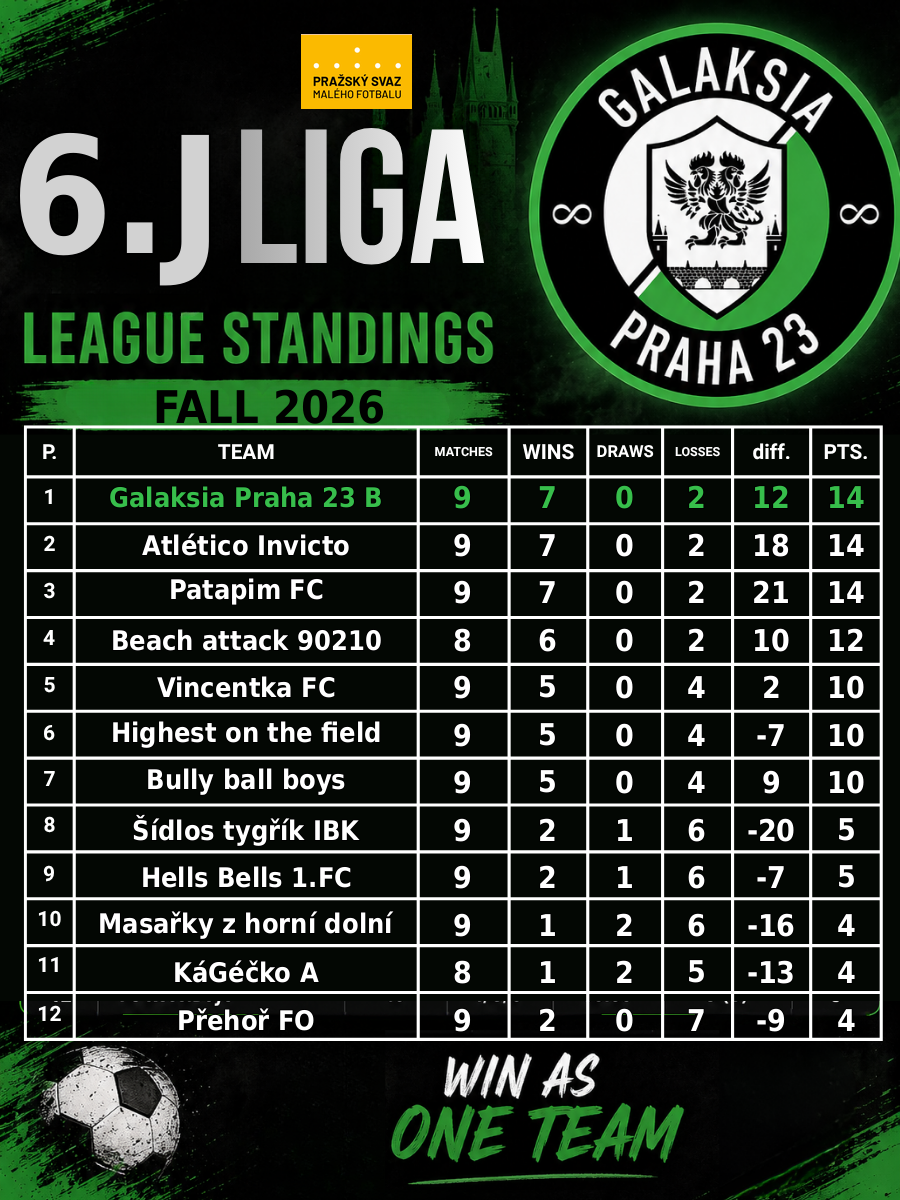 PRAŽSKÝ SVAZ
MALÉHO FOTBALU
6.J LIGA
LEAGUE STANDINGS
FALL 2026
GALAKSIA
8 8
PRAHA 23
P. TEAM MATCHES WINS DRAWS LOSSES diff. PTS.
1 Galaksia Praha 23 B 9 7 0 2 12 14
2 Atlético Invicto 9 7 0 2 18 14
3 Patapim FC 9 7 0 2 21 14
4 Beach attack 90210 8 6 0 2 10 12
5 Vincentka FC 9 5 0 4 2 10
6 Highest on the field 9 5 0 4 -7 10
7 Bully ball boys 9 5 0 4 9 10
8 Šídlos tygřík IBK 9 2 1 6 -20 5
9 Hells Bells 1.FC 9 2 1 6 -7 5
10 Masařky z horní dolní 9 1 2 6 -16 4
11 KáGéčko A 8 1 2 5 -13 4
12 Přehoř FO 9 2 0 7 -9 4
WIN AS
ONE TEAM